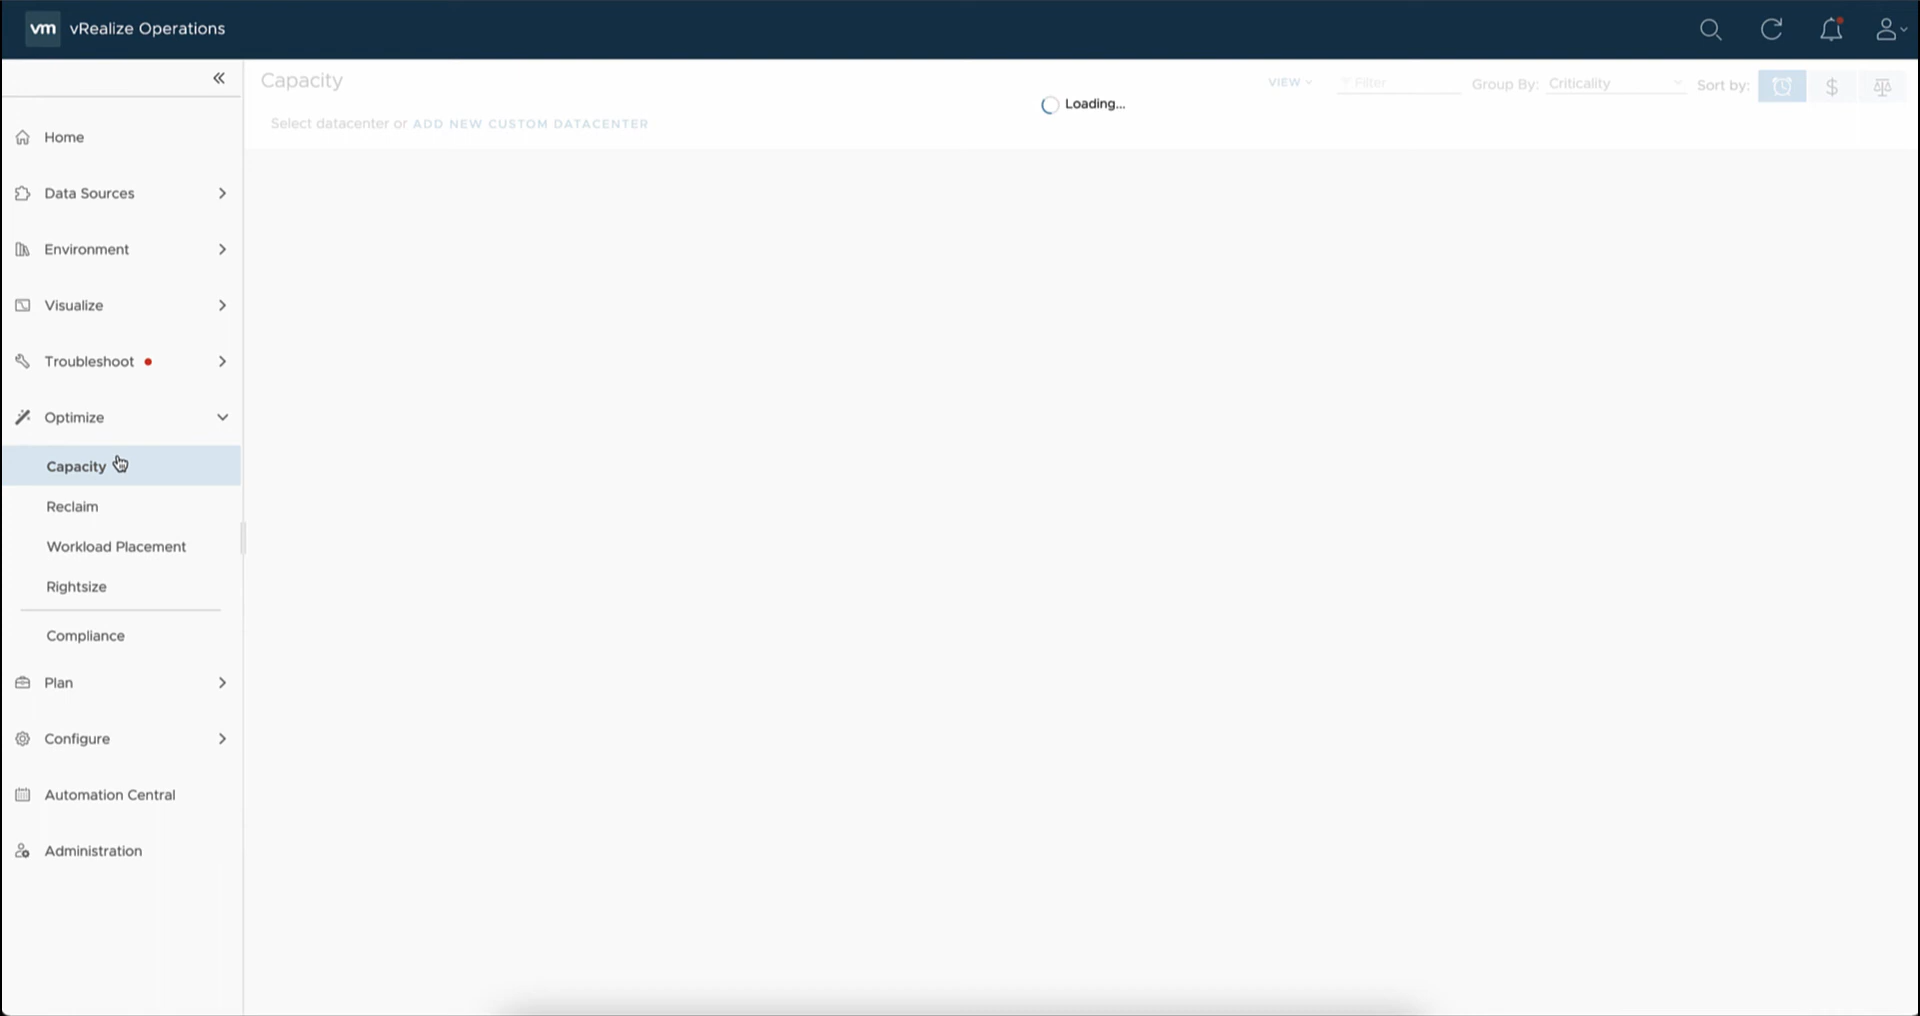 vm vRealize Operations
Capacity
VIEW
Filter
Group By: Criticality
Sort by:
$
Loading...
Select datacenter or ADD NEW CUSTOM DATACENTER
Home
Data Sources
Environment
Visualize
Troubleshoot
Optimize
Capacity
Reclaim
Workload Placement
Rightsize
Compliance
Plan
Configure
Automation Central
Administration